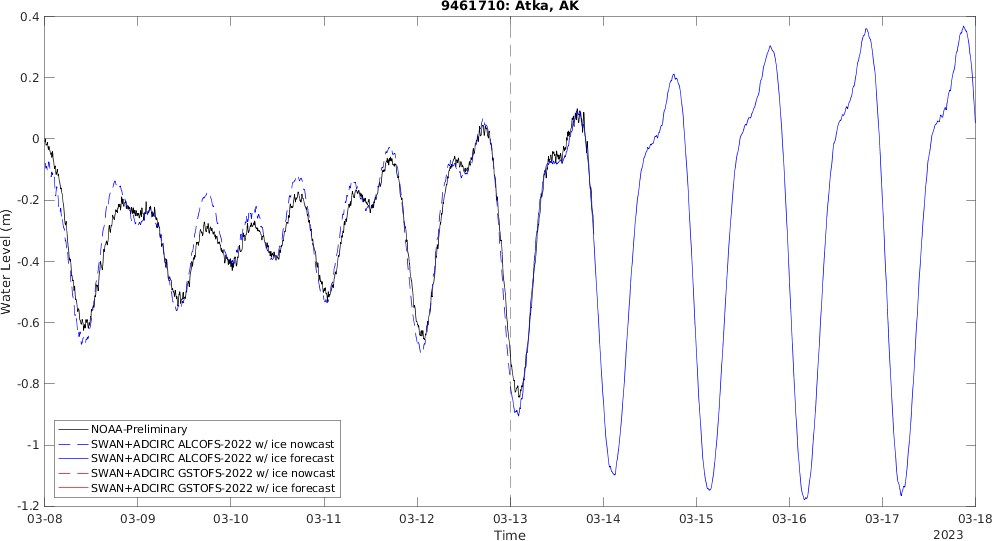 9461710: Atka, AK
0.4
0.2
0
-0.2
-0.4
-0.6
-0.8
-1
-1.2
Water Level (m)
NOAA-Preliminary
SWAN+ADCIRC ALCOFS-2022 w/ ice nowcast
SWAN+ADCIRC ALCOFS-2022 w/ ice forecast
SWAN+ADCIRC GSTOFS-2022 w/ ice nowcast
SWAN+ADCIRC GSTOFS-2022 w/ ice forecast
03-08 03-09 03-10 03-11 03-12 03-13 03-14 03-15 03-16 03-17 03-18
Time
2023